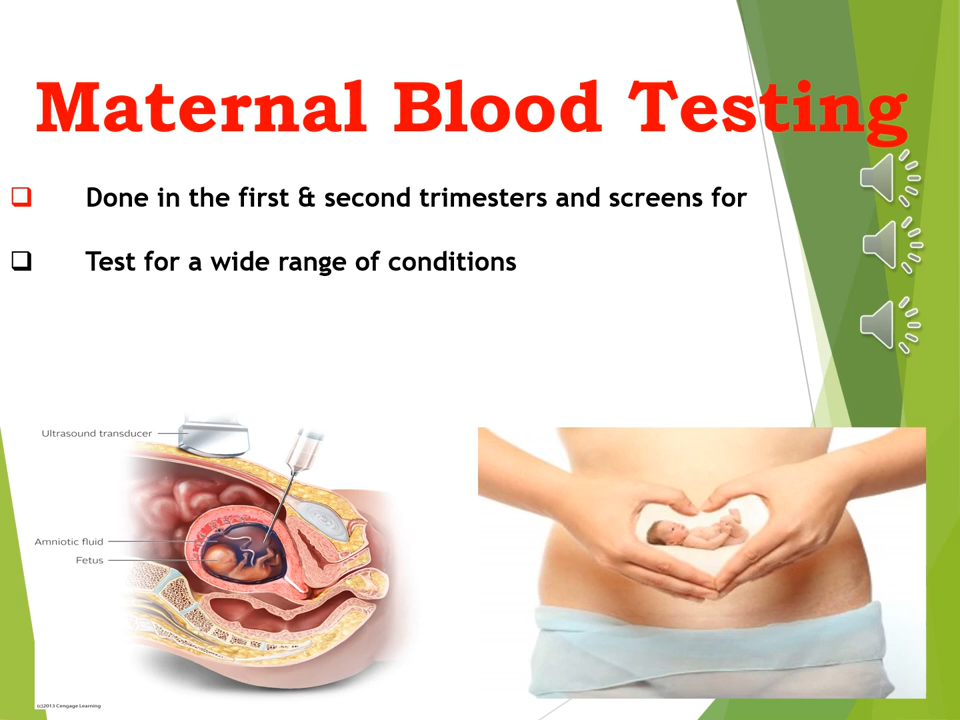 Maternal Blood Testing
Done in the first & second trimesters and screens for
Test for a wide range of conditions
Ultrasound transducer
Amniotic fluid
Fetus
(c)2013 Cengage Learning